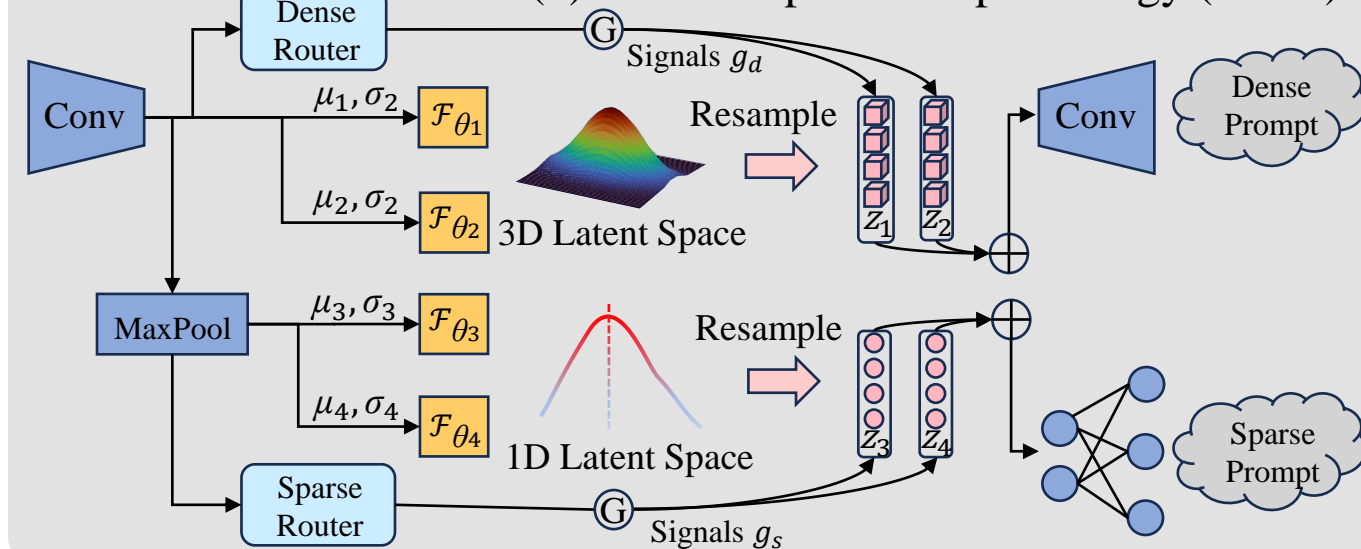 Dense
Router
G
Signals g_d
Conv
μ₁, σ₂
ℱ_θ₁
Resample
Conv
Dense
Prompt
μ₂, σ₂
ℱ_θ₂
3D Latent Space
z₁
z₂
MaxPool
μ₃, σ₃
ℱ_θ₃
Resample
μ₄, σ₄
ℱ_θ₄
1D Latent Space
z₃
z₄
Sparse
Prompt
Sparse
Router
G
Signals g_s